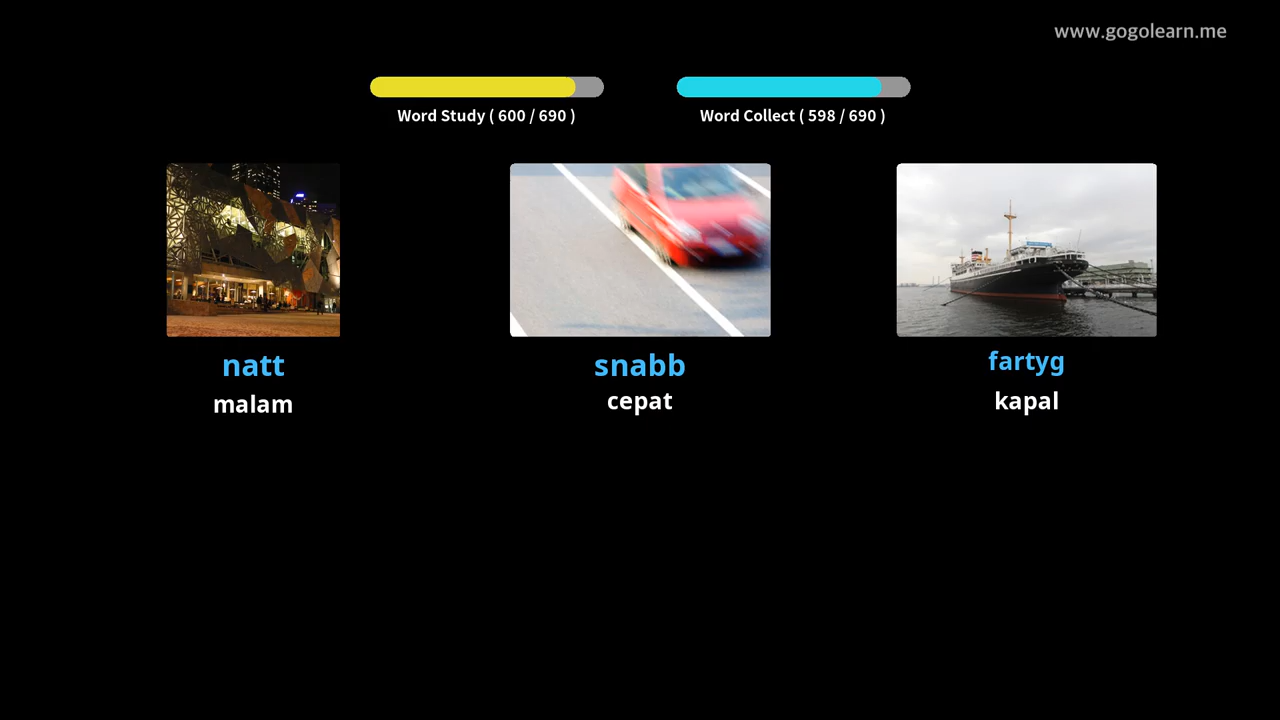 www.gogolearn.me
Word Study ( 600 / 690 )
Word Collect ( 598 / 690 )
natt
malam
snabb
cepat
fartyg
kapal